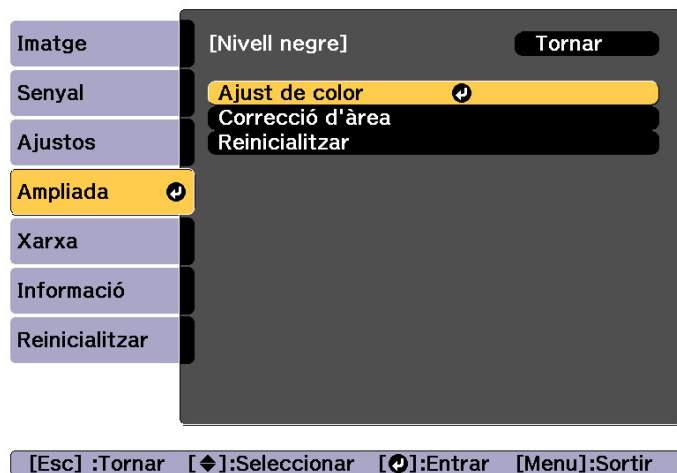 Imatge
Senyal
Ajustos
Ampliada
Xarxa
Informació
Reinicialitzar
[Nivell negre] Tornar
Ajust de color
Correcció d'àrea
Reinicialitzar
[Esc] :Tornar [◆]:Seleccionar [↵]:Entrar [Menu]:Sortir